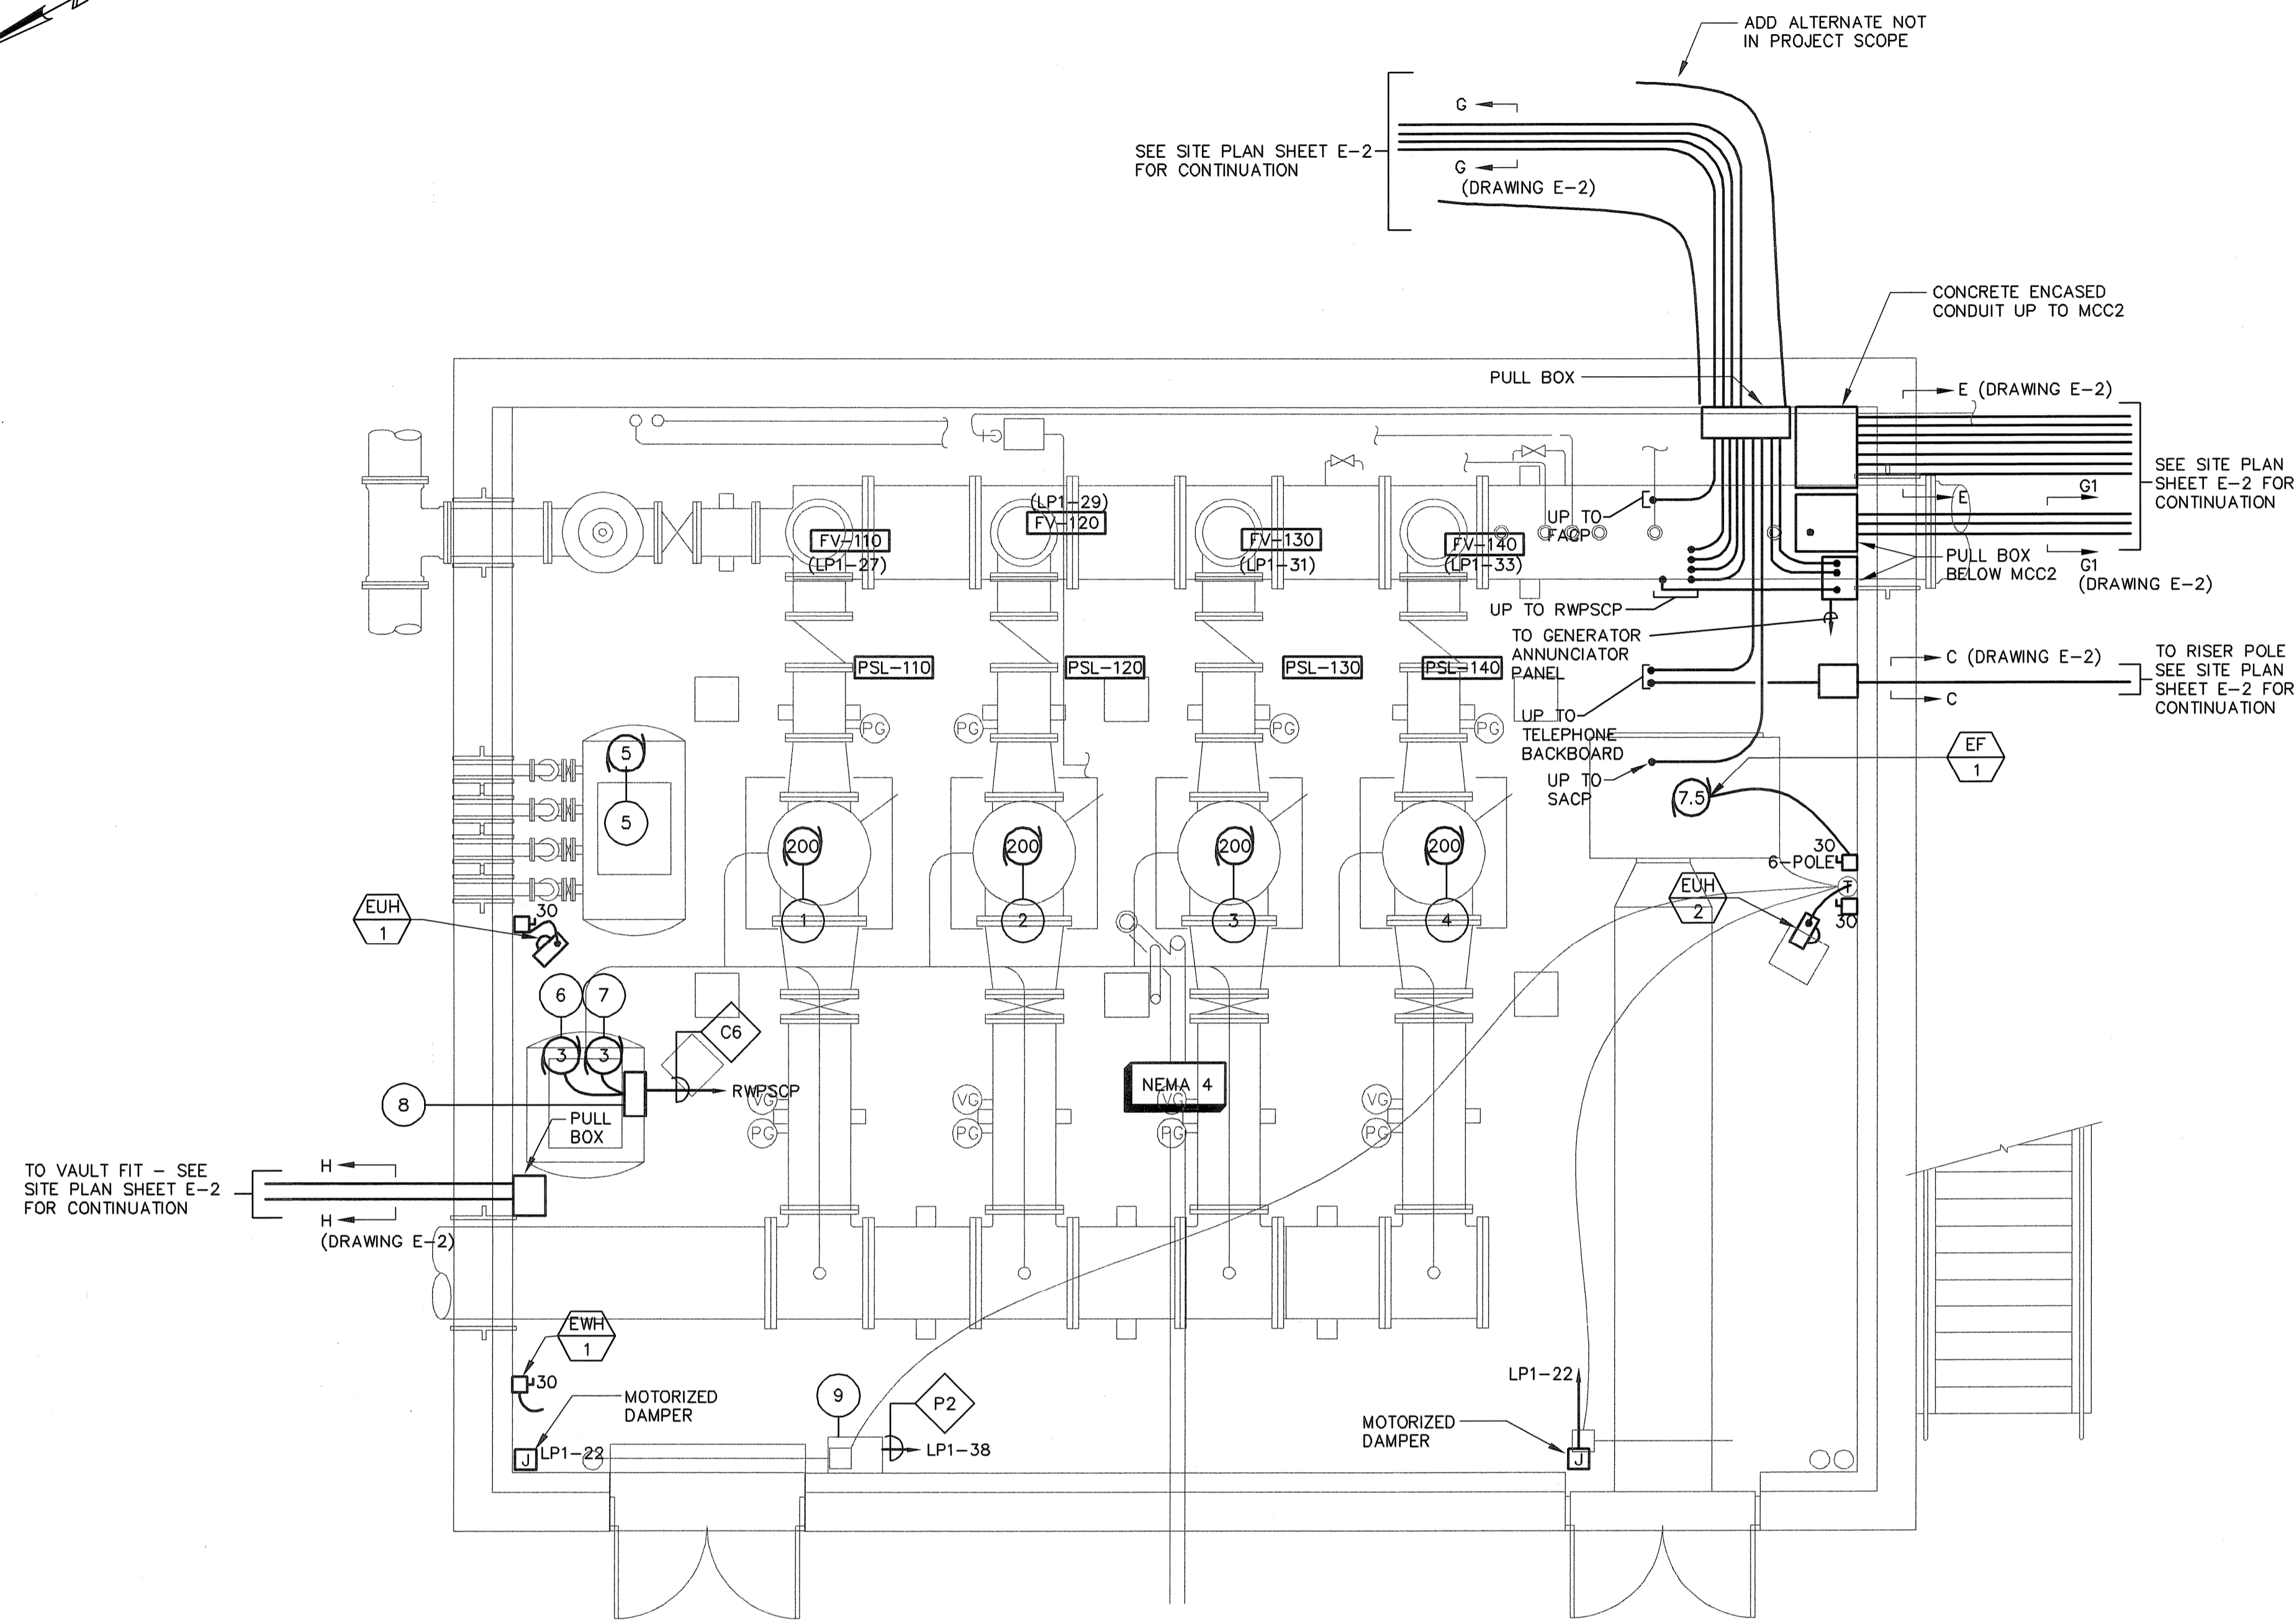 ADD ALTERNATE NOT
IN PROJECT SCOPE
G
SEE SITE PLAN SHEET E-2
FOR CONTINUATION
G
(DRAWING E-2)
CONCRETE ENCASED
CONDUIT UP TO MCC2
PULL BOX
E (DRAWING E-2)
SEE SITE PLAN
SHEET E-2 FOR
CONTINUATION
E
G1
G1
(DRAWING E-2)
PULL BOX
BELOW MCC2
(LP1-29)
FV-120
FV-110
(LP1-27)
FV-130
(LP1-31)
FV-140
(LP1-33)
UP TO
FACP
UP TO RWPSCP
TO GENERATOR
ANNUNCIATOR
PANEL
PSL-110
PSL-120
PSL-130
PSL-140
C (DRAWING E-2)
C
TO RISER POLE
SEE SITE PLAN
SHEET E-2 FOR
CONTINUATION
PG
PG
PG
PG
UP TO
TELEPHONE
BACKBOARD
UP TO
SACP
EF
1
7.5
5
5
200
200
200
200
1
2
3
4
30
6-POLE
T
30
EUH
2
EUH
1
30
6
7
3
3
C6
RWPSCP
8
PULL
BOX
NEMA 4
VG
VG
VG
VG
PG
PG
PG
PG
TO VAULT FIT - SEE
SITE PLAN SHEET E-2
FOR CONTINUATION
H
H
(DRAWING E-2)
EWH
1
30
MOTORIZED
DAMPER
J
LP1-22
9
P2
LP1-38
LP1-22
MOTORIZED
DAMPER
J